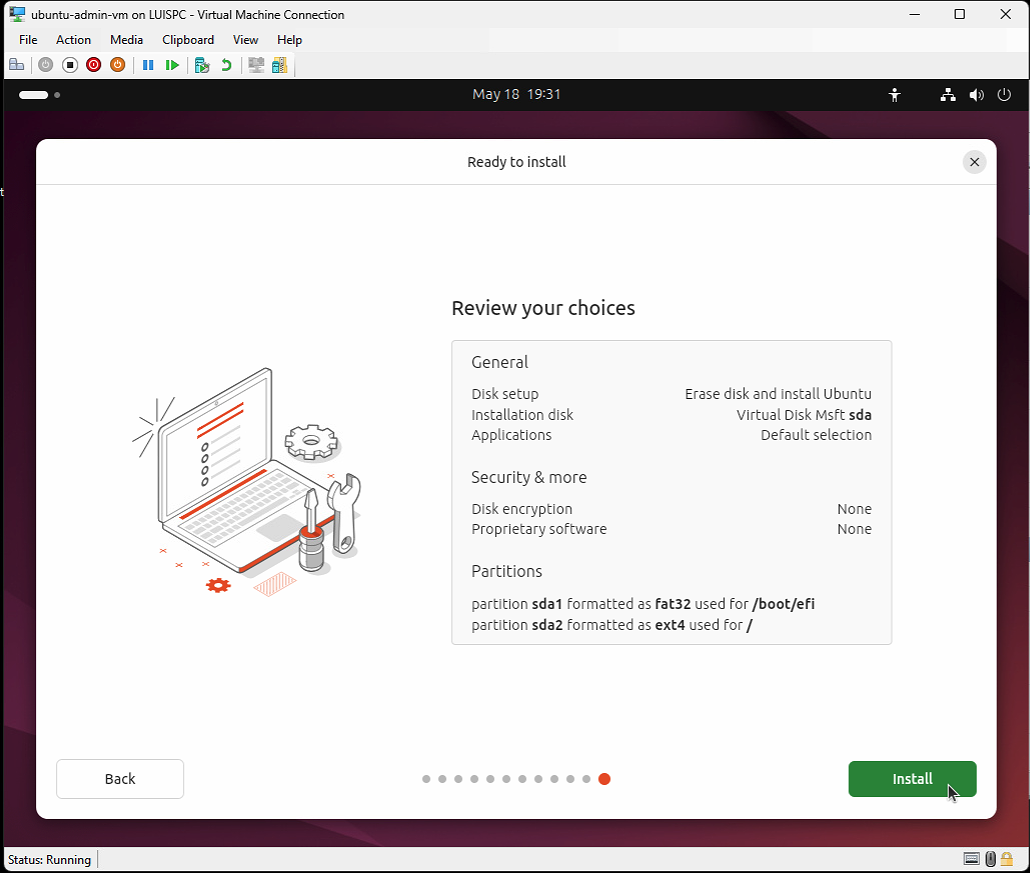 ubuntu-admin-vm on LUISPC - Virtual Machine Connection
File Action Media Clipboard View Help
May 18 19:31
t
Ready to install
Review your choices
General
Disk setup Erase disk and install Ubuntu
Installation disk Virtual Disk Msft sda
Applications Default selection
Security & more
Disk encryption None
Proprietary software None
Partitions
partition sda1 formatted as fat32 used for /boot/efi
partition sda2 formatted as ext4 used for /
Back Install
Status: Running